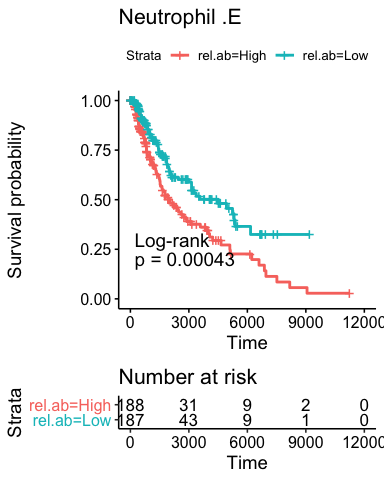 Neutrophil .E
Strata rel.ab=High rel.ab=Low
Survival probability
1.00
0.75
0.50
0.25
0.00
Log-rank
p = 0.00043
0 3000 6000 9000 12000
Time
Number at risk
Strata
rel.ab=High 188 31 9 2 0
rel.ab=Low 187 43 9 1 0
0 3000 6000 9000 12000
Time